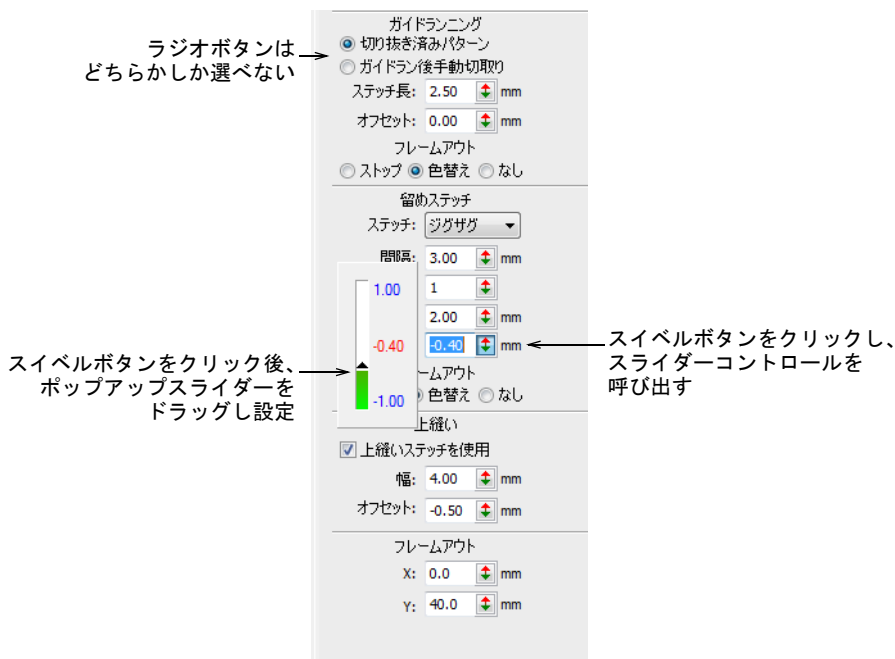 ガイドランニング
ラジオボタンは
どちらかしか選べない
切り抜き済みパターン
ガイドラン後手動切取り
ステッチ長: 2.50 mm
オフセット: 0.00 mm
フレームアウト
ストップ 色替え なし
留めステッチ
ステッチ: ジグザグ
間隔: 3.00 mm
1.00
1
2.00 mm
-0.40
-0.40 mm
スイベルボタンをクリックし、
スライダーコントロールを
呼び出す
スイベルボタンをクリック後、
ポップアップスライダーを
ドラッグし設定
ームアウト
色替え なし
-1.00
上縫い
上縫いステッチを使用
幅: 4.00 mm
オフセット: -0.50 mm
フレームアウト
X: 0.0 mm
Y: 40.0 mm